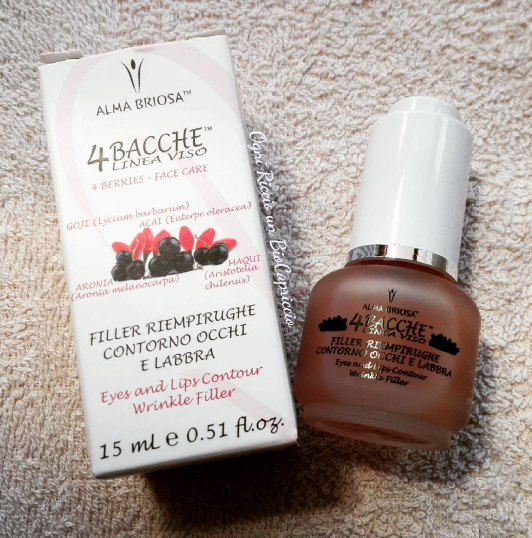 ALMA BRIOSA™
4 BACCHE™
LINEA VISO
4 BERRIES - FACE CARE
GOJI (Lycium barbarum)
ACAI (Euterpe oleracea)
ARONIA
(Aronia melanocarpa)
MAQUI
(Aristotelia
chilensis)
FILLER RIEMPIRUGHE
CONTORNO OCCHI
E LABBRA
Eyes and Lips Contour
Wrinkle Filler
15 ml e 0.51 fl.oz.
Ogni Riccio un BioCapriccio
ALMA BRIOSA™
4 BACCHE™
LINEA VISO
FILLER RIEMPIRUGHE
CONTORNO OCCHI E LABBRA
Eyes and Lips Contour
Wrinkle Filler